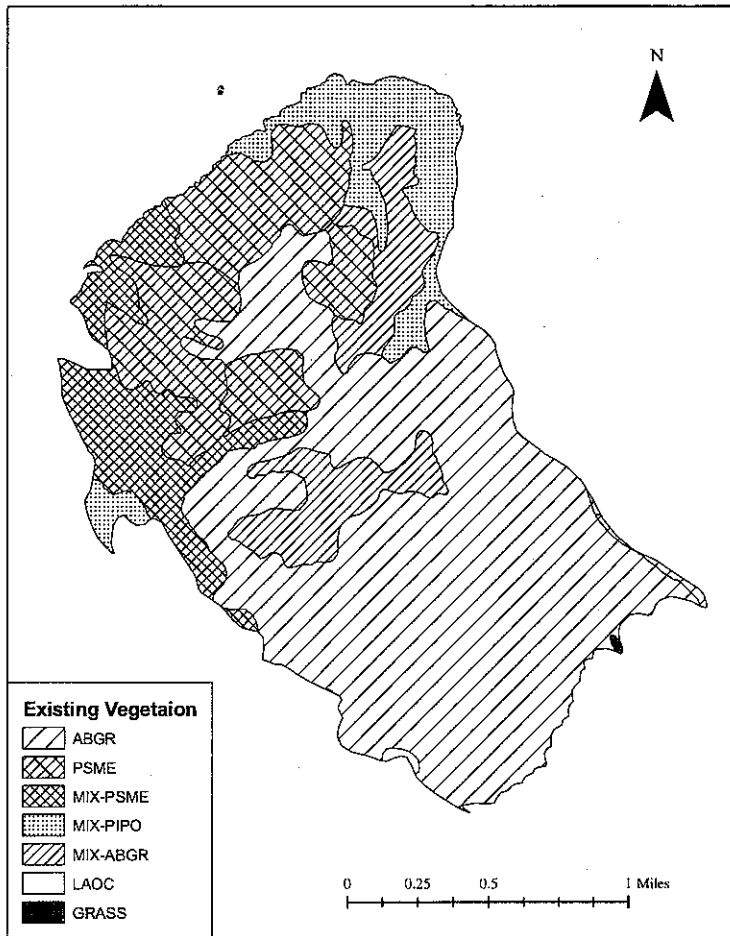 N
Existing Vegetaion
ABGR
PSME
MIX-PSME
MIX-PIPO
MIX-ABGR
LAOC
GRASS
0 0.25 0.5 1 Miles